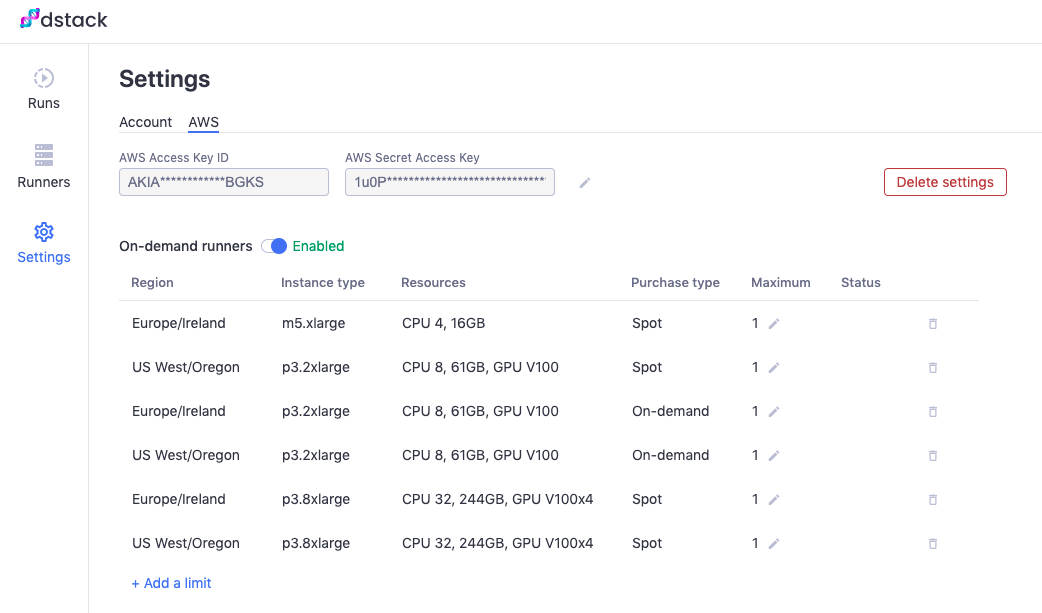 dstack
Runs
Runners
Settings
Settings
Account AWS
AWS Access Key ID AWS Secret Access Key
AKIA************BGKS 1u0P***************************** Delete settings
On-demand runners Enabled
Region Instance type Resources Purchase type Maximum Status
Europe/Ireland m5.xlarge CPU 4, 16GB Spot 1
US West/Oregon p3.2xlarge CPU 8, 61GB, GPU V100 Spot 1
Europe/Ireland p3.2xlarge CPU 8, 61GB, GPU V100 On-demand 1
US West/Oregon p3.2xlarge CPU 8, 61GB, GPU V100 On-demand 1
Europe/Ireland p3.8xlarge CPU 32, 244GB, GPU V100x4 Spot 1
US West/Oregon p3.8xlarge CPU 32, 244GB, GPU V100x4 Spot 1
+ Add a limit